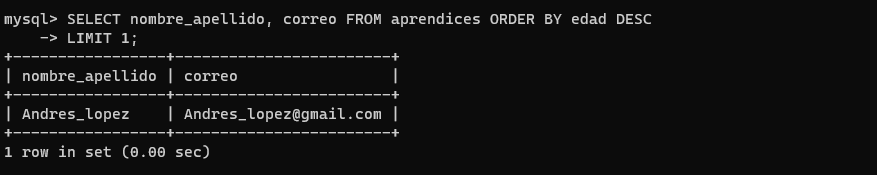 mysql> SELECT nombre_apellido, correo FROM aprendices ORDER BY edad DESC
    -> LIMIT 1;
+-----------------+------------------------+
| nombre_apellido | correo                 |
+-----------------+------------------------+
| Andres_lopez    | Andres_lopez@gmail.com |
+-----------------+------------------------+
1 row in set (0.00 sec)